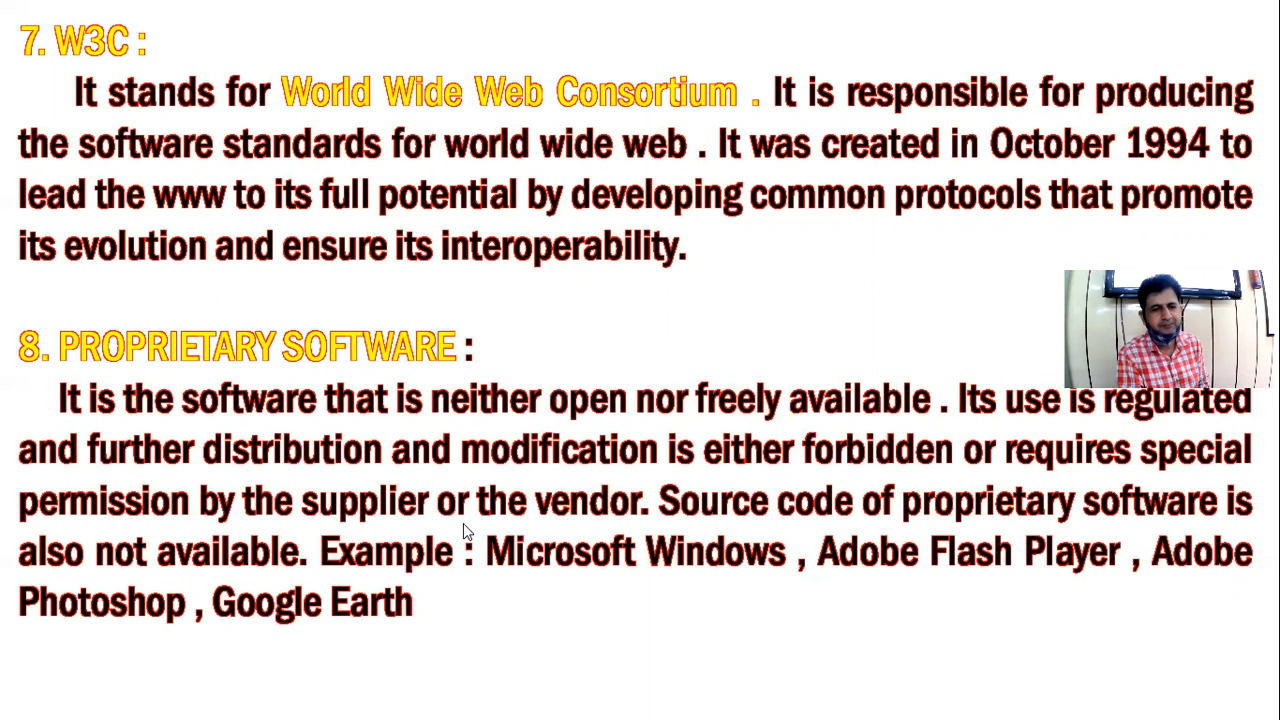 7. W3C :
It stands for World Wide Web Consortium . It is responsible for producing
the software standards for world wide web . It was created in October 1994 to
lead the www to its full potential by developing common protocols that promote
its evolution and ensure its interoperability.
8. PROPRIETARY SOFTWARE :
It is the software that is neither open nor freely available . Its use is regulated
and further distribution and modification is either forbidden or requires special
permission by the supplier or the vendor. Source code of proprietary software is
also not available. Example : Microsoft Windows , Adobe Flash Player , Adobe
Photoshop , Google Earth